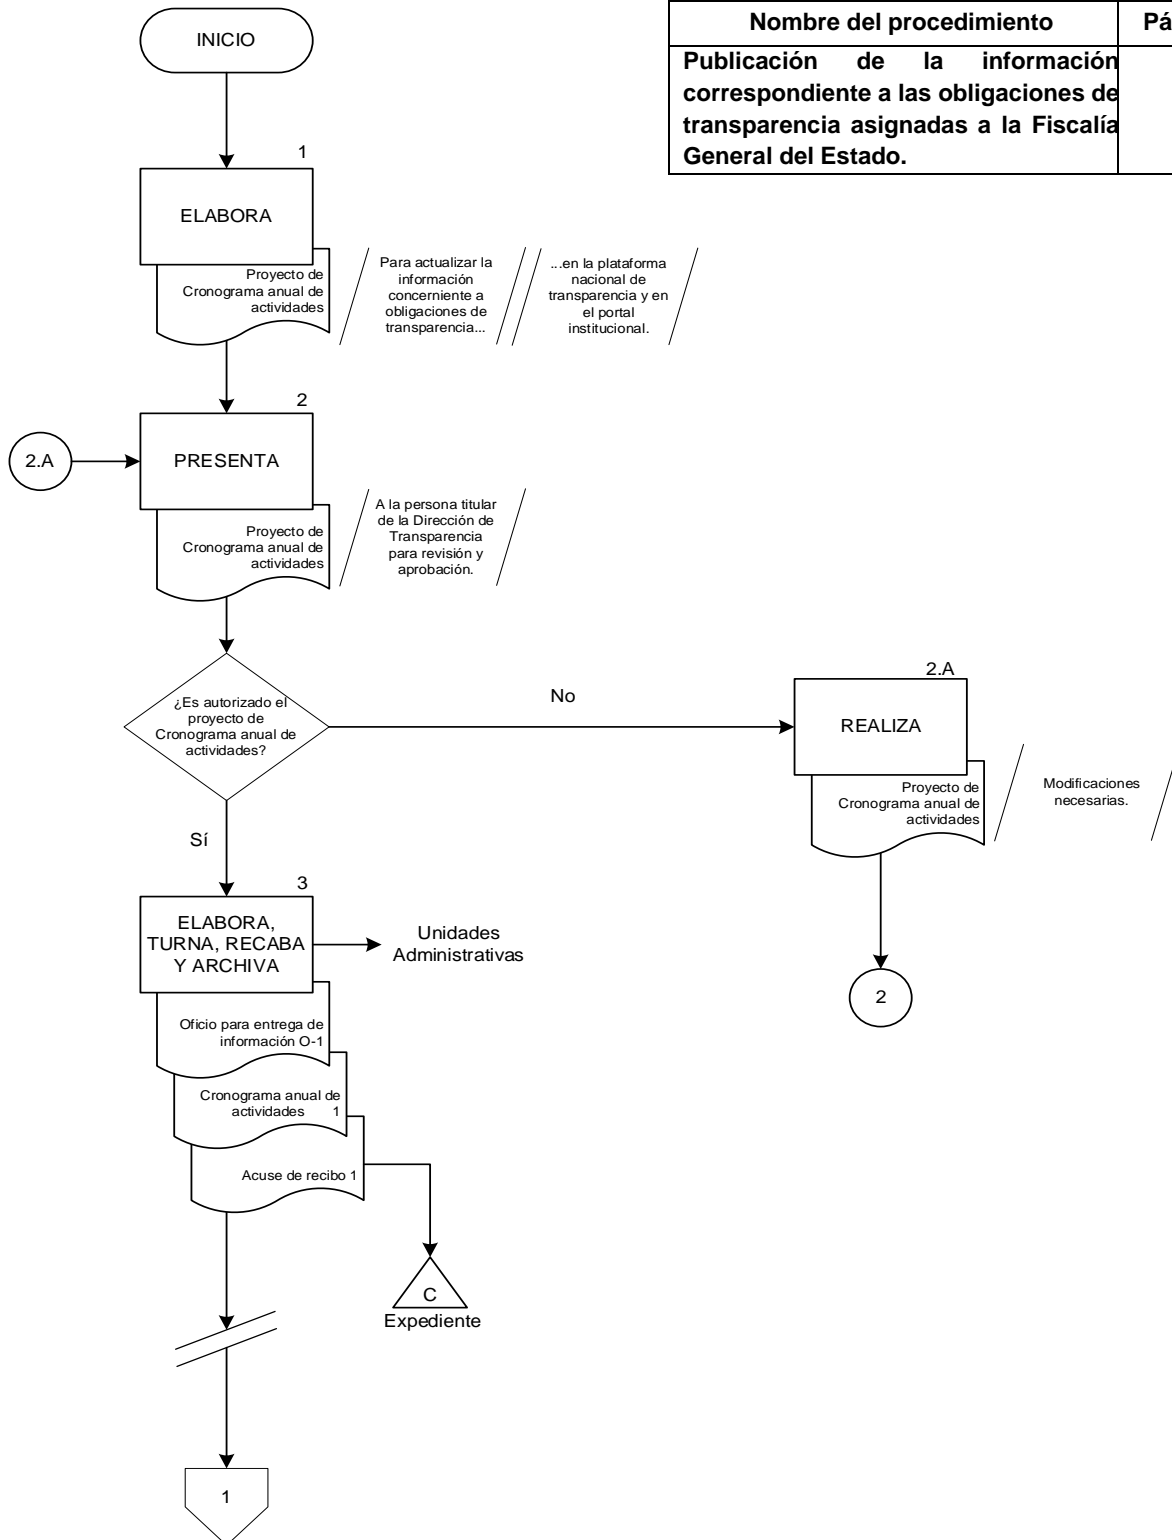 INICIO
Nombre del procedimiento
Publicación de la información
correspondiente a las obligaciones de
transparencia asignadas a la Fiscalía
General del Estado.
1
ELABORA
Proyecto de
Cronograma anual de
actividades
Para actualizar la
información
concerniente a
obligaciones de
transparencia...
...en la plataforma
nacional de
transparencia y en
el portal
institucional.
2
2.A
PRESENTA
Proyecto de
Cronograma anual de
actividades
A la persona titular
de la Dirección de
Transparencia
para revisión y
aprobación.
¿Es autorizado el
proyecto de
Cronograma anual de
actividades?
No
2.A
REALIZA
Proyecto de
Cronograma anual de
actividades
Modificaciones
necesarias.
2
Sí
3
ELABORA,
TURNA, RECABA
Y ARCHIVA
Unidades
Administrativas
Oficio para entrega de
información O-1
Cronograma anual de
actividades 1
Acuse de recibo 1
C
Expediente
1